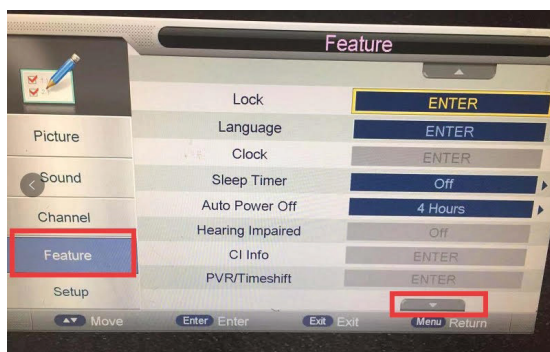 Feature
Lock ENTER
Language ENTER
Clock ENTER
Sleep Timer Off
Auto Power Off 4 Hours
Hearing Impaired Off
CI Info ENTER
PVR/Timeshift ENTER
Picture
Sound
Channel
Feature
Setup
Move Enter Enter Exit Exit Menu Return